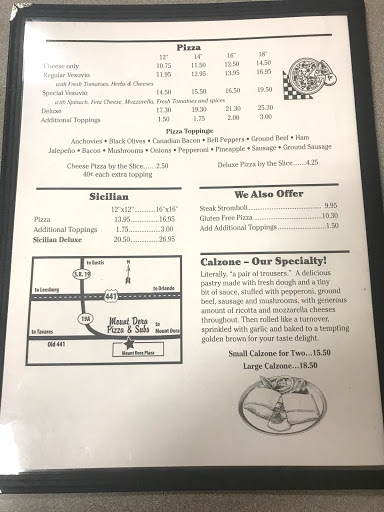 Pizza
12" 14" 16" 18"
Cheese only 10.75 11.50 12.50 14.50
Regular Vesuvio 11.95 12.95 13.95 16.95
with Fresh Tomatoes, Herbs & Cheeses
Special Vesuvio 14.50 15.50 16.50 19.50
with Spinach, Feta Cheese, Mozzarella, Fresh Tomatoes and spices
Deluxe 17.30 19.30 21.30 25.30
Additional Toppings 1.50 1.75 2.00 3.00
Pizza Toppings:
Anchovies • Black Olives • Canadian Bacon • Bell Peppers • Ground Beef • Ham
Jalepeño • Bacon • Mushrooms • Onions • Pepperoni • Pineapple • Sausage • Ground Sausage
Cheese Pizza by the Slice......2.50 Deluxe Pizza by the Slice.....4.25
40¢ each extra topping
Sicilian
12"x12"............16"x16"
Pizza 13.95...............16.95
Additional Toppings 1.75.................3.00
Sicilian Deluxe 20.50...............26.95
We Also Offer
Steak Stromboli................................ 9.95
Gluten Free Pizza...........................10.30
Add Additional Toppings....................1.50
to Eustis
N
S.R. 19
to Leesburg
441
to Orlando
19A
Mount Dora
Pizza & Subs
to Tavares
to
Mount Dora
Old 441
Mount Dora Plaza
Calzone - Our Specialty!
Literally, "a pair of trousers." A delicious
pastry made with fresh dough and a tiny
bit of sauce, stuffed with pepperoni, ground
beef, sausage and mushrooms, with generous
amount of ricotta and mozzarella cheeses
throughout. Then rolled like a turnover,
sprinkled with garlic and baked to a tempting
golden brown for your taste delight.
Small Calzone for Two...15.50
Large Calzone...18.50